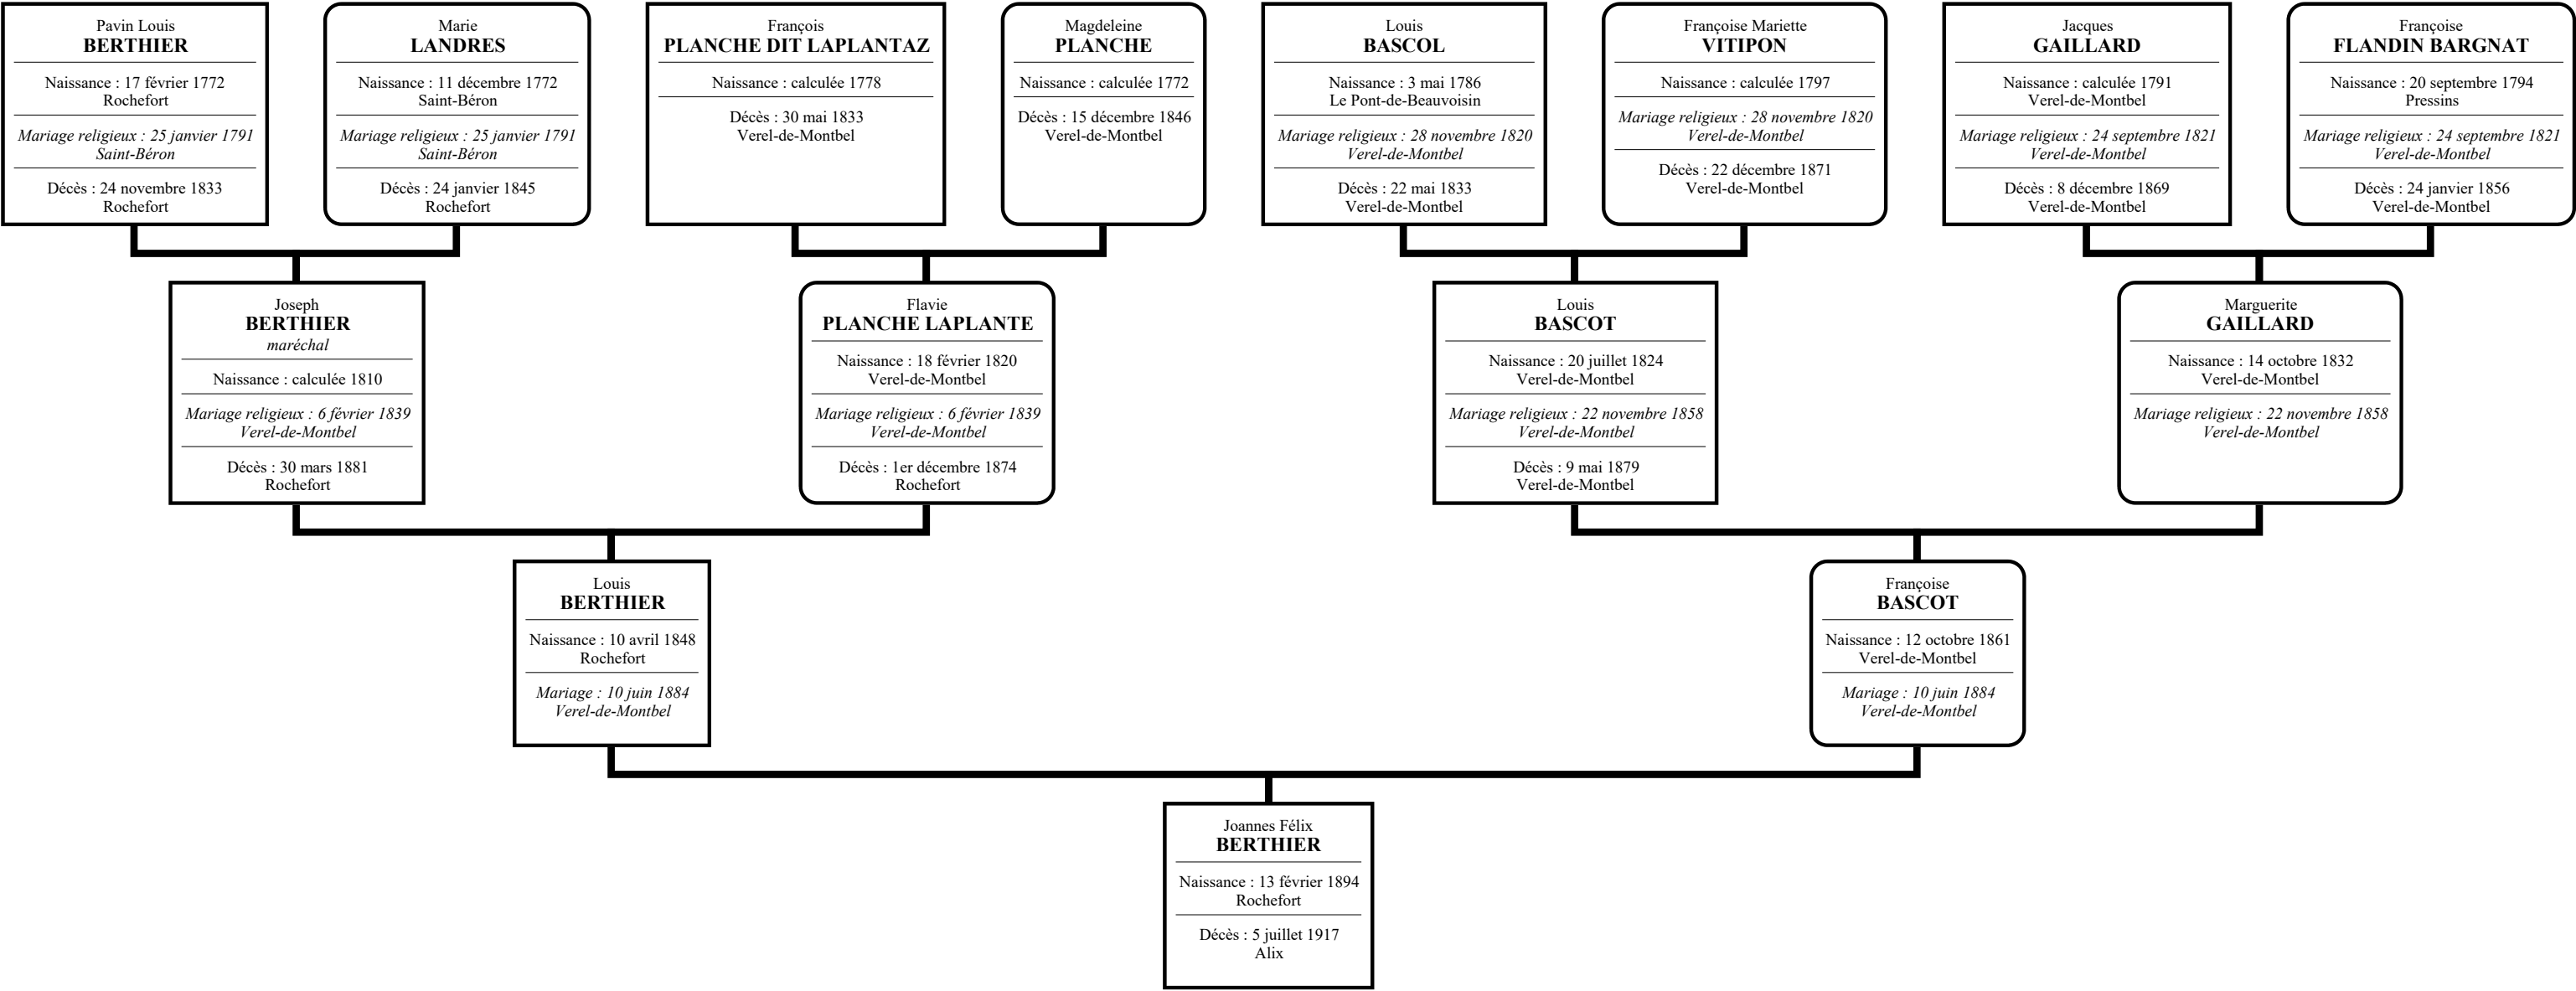 Pavin Louis
BERTHIER
Naissance : 17 février 1772
Rochefort
Mariage religieux : 25 janvier 1791
Saint-Béron
Décès : 24 novembre 1833
Rochefort
Marie
LANDRES
Naissance : 11 décembre 1772
Saint-Béron
Mariage religieux : 25 janvier 1791
Saint-Béron
Décès : 24 janvier 1845
Rochefort
François
PLANCHE DIT LAPLANTAZ
Naissance : calculée 1778
Décès : 30 mai 1833
Verel-de-Montbel
Magdeleine
PLANCHE
Naissance : calculée 1772
Décès : 15 décembre 1846
Verel-de-Montbel
Louis
BASCOL
Naissance : 3 mai 1786
Le Pont-de-Beauvoisin
Mariage religieux : 28 novembre 1820
Verel-de-Montbel
Décès : 22 mai 1833
Verel-de-Montbel
Françoise Mariette
VITIPON
Naissance : calculée 1797
Mariage religieux : 28 novembre 1820
Verel-de-Montbel
Décès : 22 décembre 1871
Verel-de-Montbel
Jacques
GAILLARD
Naissance : calculée 1791
Verel-de-Montbel
Mariage religieux : 24 septembre 1821
Verel-de-Montbel
Décès : 8 décembre 1869
Verel-de-Montbel
Françoise
FLANDIN BARGNAT
Naissance : 20 septembre 1794
Pressins
Mariage religieux : 24 septembre 1821
Verel-de-Montbel
Décès : 24 janvier 1856
Verel-de-Montbel
Joseph
BERTHIER
maréchal
Naissance : calculée 1810
Mariage religieux : 6 février 1839
Verel-de-Montbel
Décès : 30 mars 1881
Rochefort
Flavie
PLANCHE LAPLANTE
Naissance : 18 février 1820
Verel-de-Montbel
Mariage religieux : 6 février 1839
Verel-de-Montbel
Décès : 1er décembre 1874
Rochefort
Louis
BASCOT
Naissance : 20 juillet 1824
Verel-de-Montbel
Mariage religieux : 22 novembre 1858
Verel-de-Montbel
Décès : 9 mai 1879
Verel-de-Montbel
Marguerite
GAILLARD
Naissance : 14 octobre 1832
Verel-de-Montbel
Mariage religieux : 22 novembre 1858
Verel-de-Montbel
Louis
BERTHIER
Naissance : 10 avril 1848
Rochefort
Mariage : 10 juin 1884
Verel-de-Montbel
Françoise
BASCOT
Naissance : 12 octobre 1861
Verel-de-Montbel
Mariage : 10 juin 1884
Verel-de-Montbel
Joannes Félix
BERTHIER
Naissance : 13 février 1894
Rochefort
Décès : 5 juillet 1917
Alix